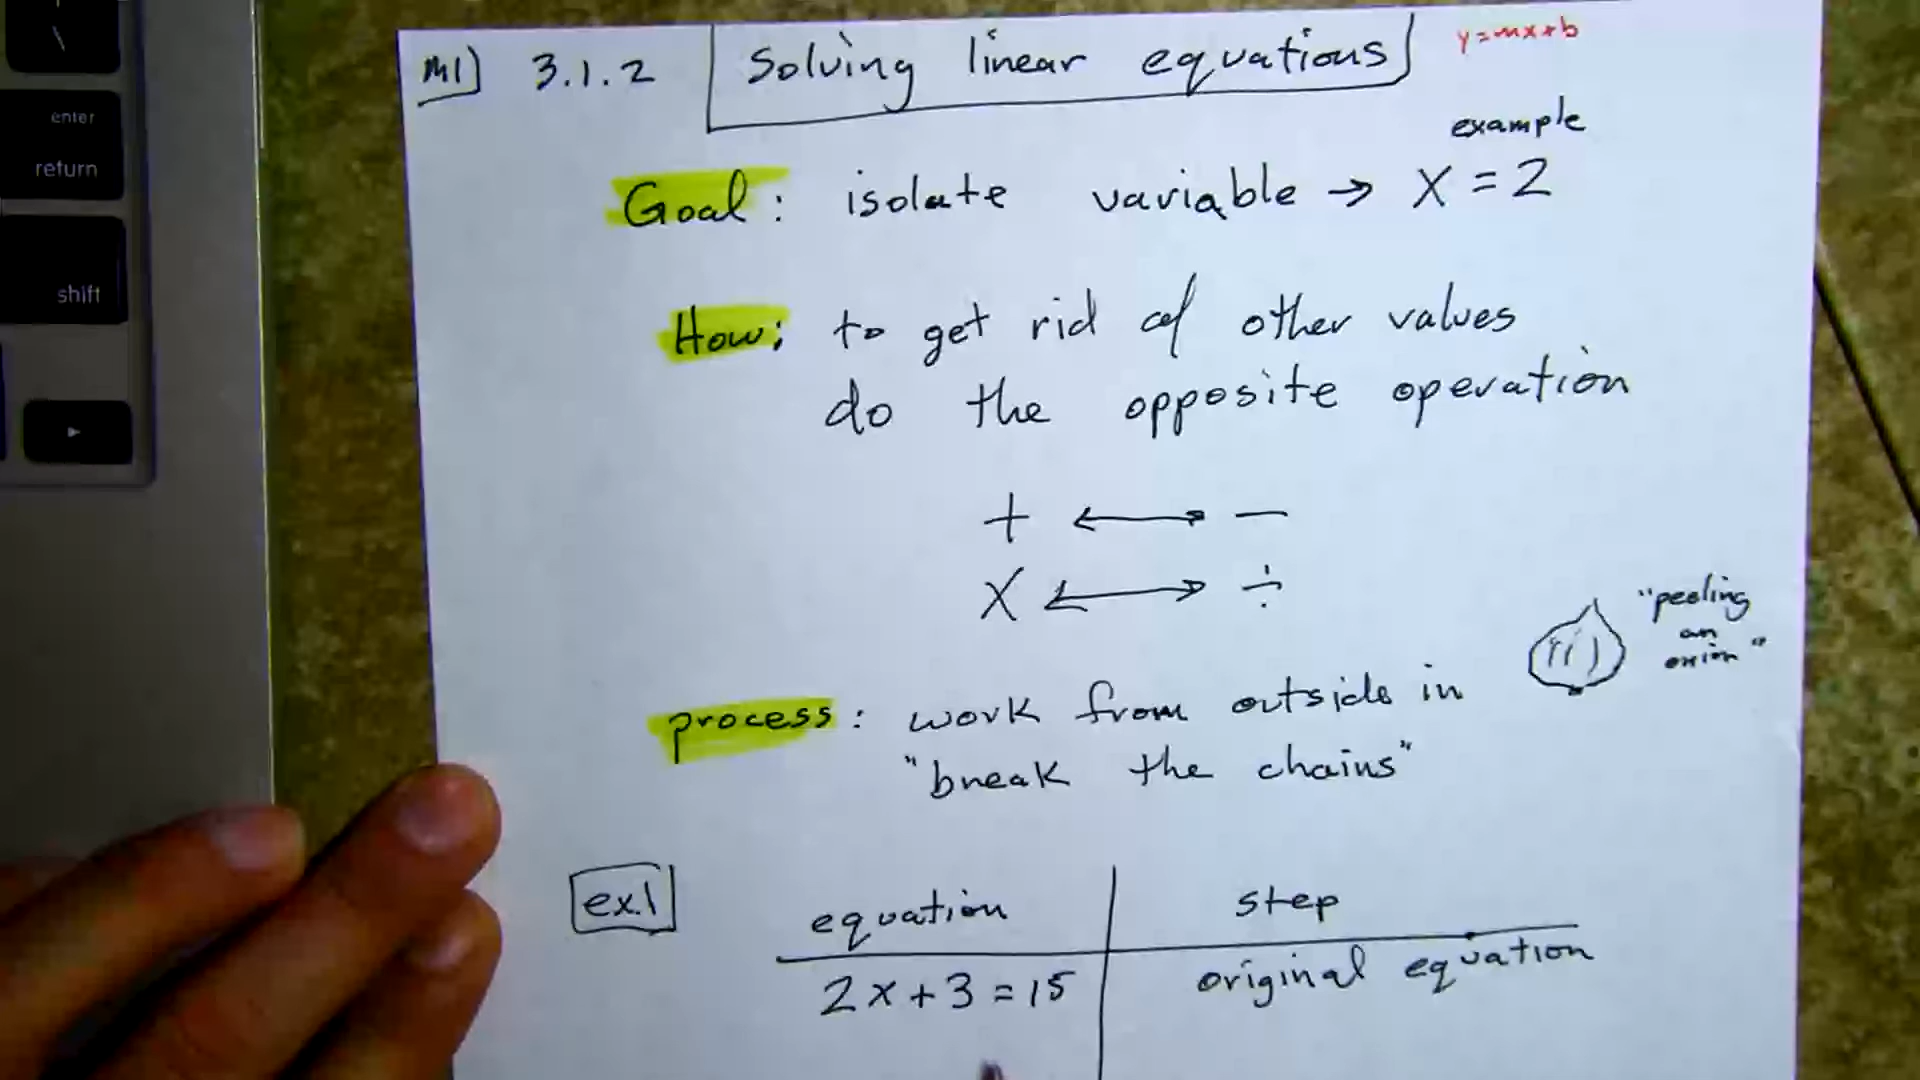 \
enter
return
shift
M1) 3.1.2 Solving linear equations y=mx+b
example
Goal: isolate variable → x = 2
How: to get rid of other values
do the opposite operation
+ ↔ −
× ↔ ÷
"peeling
an
onion"
process: work from outside in
"break the chains"
ex.1
equation step
2x+3=15 original equation